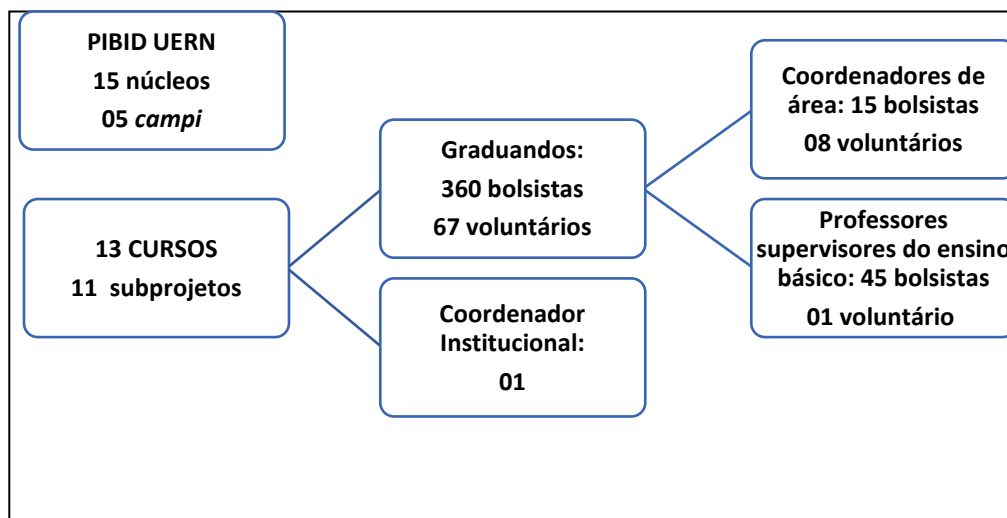 PIBID UERN
15 núcleos
05 campi
13 CURSOS
11 subprojetos
Graduandos:
360 bolsistas
67 voluntários
Coordenador
Institucional:
01
Coordenadores de
área: 15 bolsistas
08 voluntários
Professores
supervisores do ensino
básico: 45 bolsistas
01 voluntário